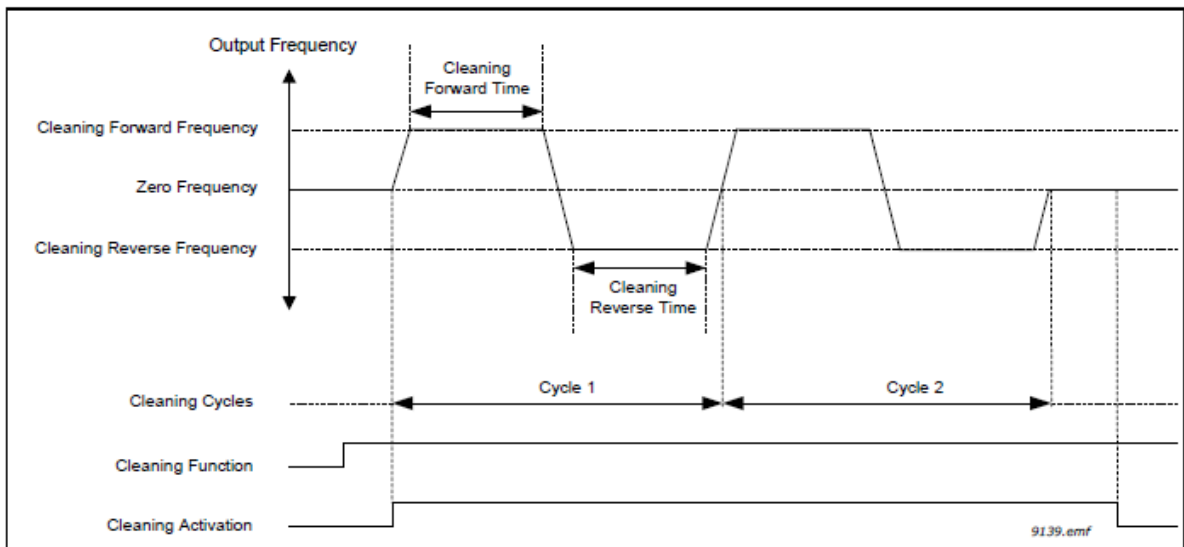 Output Frequency
Cleaning
Forward Time
Cleaning Forward Frequency
Zero Frequency
Cleaning Reverse Frequency
Cleaning
Reverse Time
Cycle 1
Cycle 2
Cleaning Cycles
Cleaning Function
Cleaning Activation
9139.emf